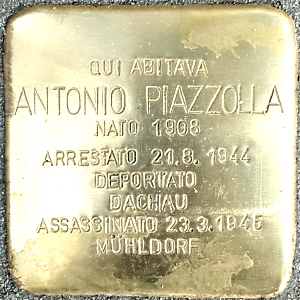 QUI ABITAVA
ANTONIO PIAZZOLLA
NATO 1908
ARRESTATO 21.8.1944
DEPORTATO
DACHAU
ASSASSINATO 23.3.1945
MÜHLDORF